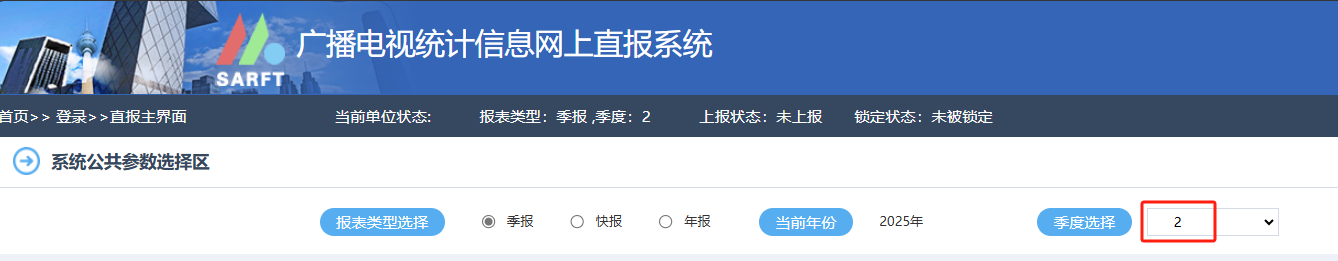 广播电视统计信息网上直报系统
SARFT
首页>> 登录>>直报主界面 当前单位状态: 报表类型：季报 ,季度：2 上报状态：未上报 锁定状态：未被锁定
系统公共参数选择区
报表类型选择 季报 快报 年报 当前年份 2025年 季度选择 2